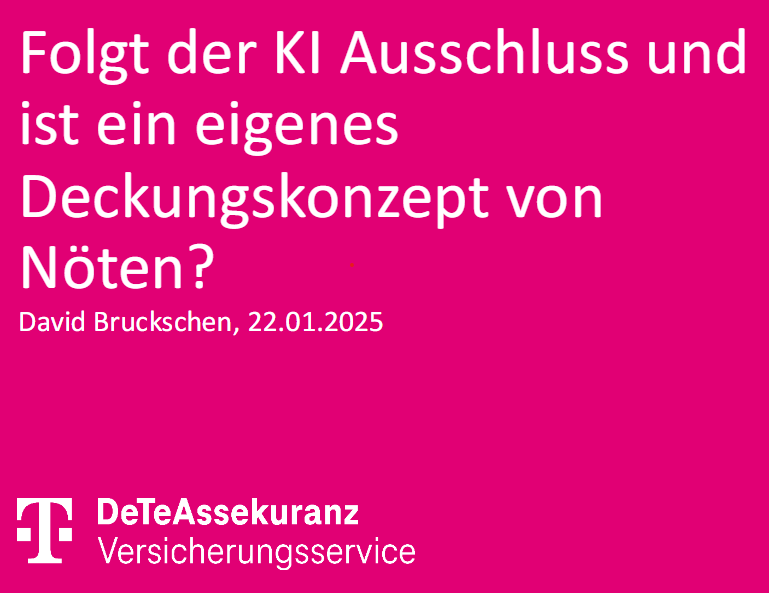 Folgt der KI Ausschluss und
ist ein eigenes
Deckungskonzept von
Nöten?
David Bruckschen, 22.01.2025
T
DeTeAssekuranz
Versicherungsservice